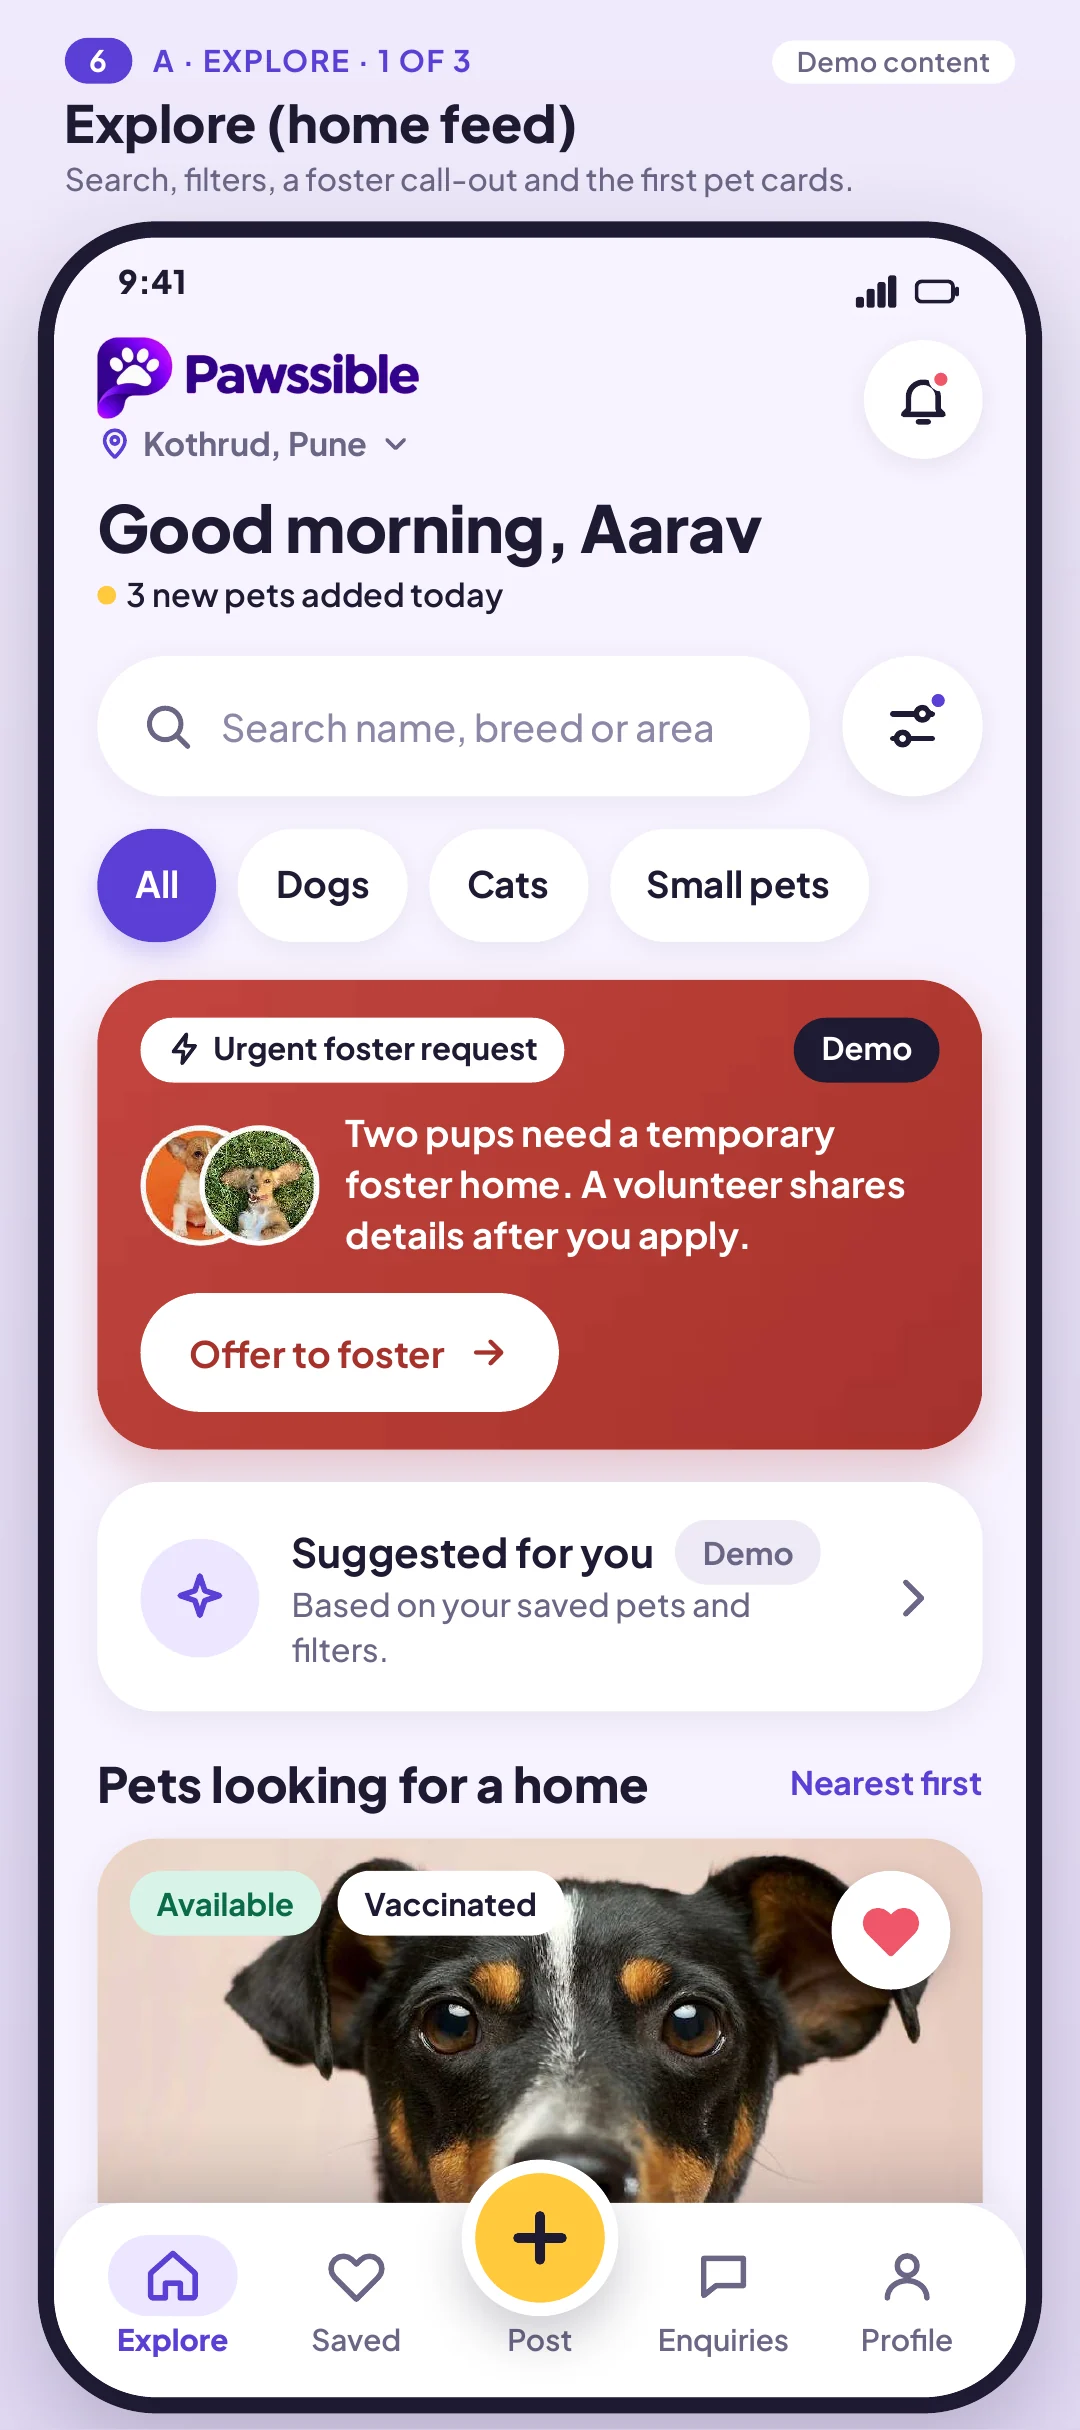 6 A · EXPLORE · 1 OF 3 Demo content
Explore (home feed)
Search, filters, a foster call-out and the first pet cards.
9:41
Pawssible
Kothrud, Pune
Good morning, Aarav
3 new pets added today
Search name, breed or area
All Dogs Cats Small pets
Urgent foster request Demo
Two pups need a temporary
foster home. A volunteer shares
details after you apply.
Offer to foster →
Suggested for you Demo
Based on your saved pets and
filters.
Pets looking for a home Nearest first
Available Vaccinated
Explore Saved Post Enquiries Profile